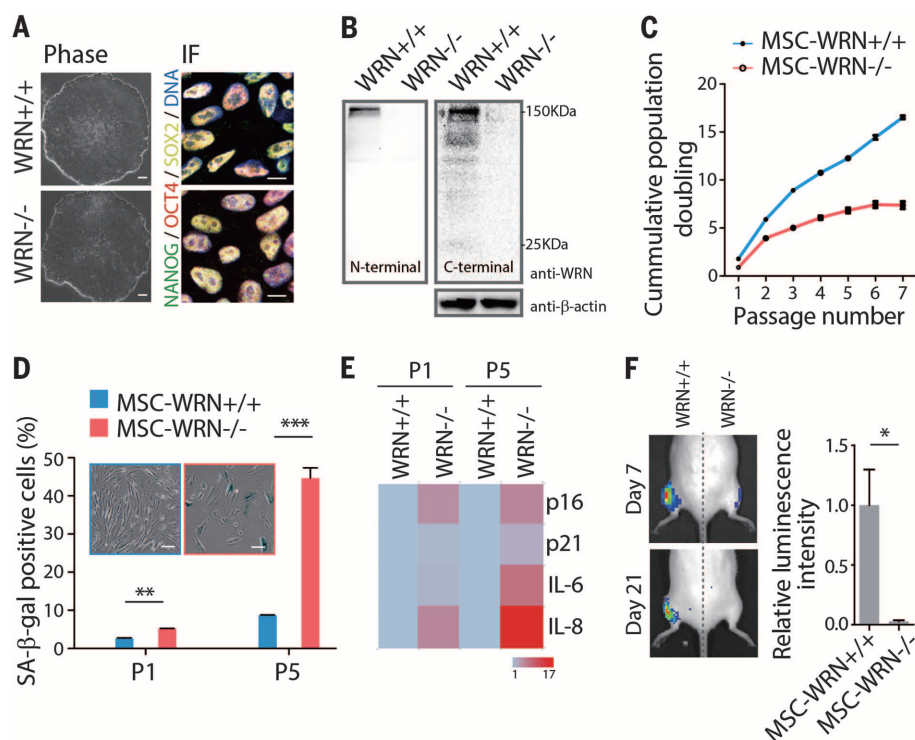 A
Phase
IF
WRN+/+
WRN-/-
NANOG / OCT4 / SOX2 / DNA
B
WRN+/+
WRN-/-
WRN+/+
WRN-/-
150KDa
25KDa
N-terminal
C-terminal
anti-WRN
anti-β-actin
C
MSC-WRN+/+
MSC-WRN-/-
Cummulative population
doubling
20
15
10
5
0
1 2 3 4 5 6 7
Passage number
D
MSC-WRN+/+
MSC-WRN-/-
SA-β-gal positive cells (%)
50
40
30
20
10
0
**
***
P1
P5
E
P1
P5
WRN+/+
WRN-/-
WRN+/+
WRN-/-
p16
p21
IL-6
IL-8
1
17
F
WRN+/+
WRN-/-
Day 7
Day 21
Relative luminescence
intensity
1.5
1.0
0.5
0.0
*
MSC-WRN+/+
MSC-WRN-/-